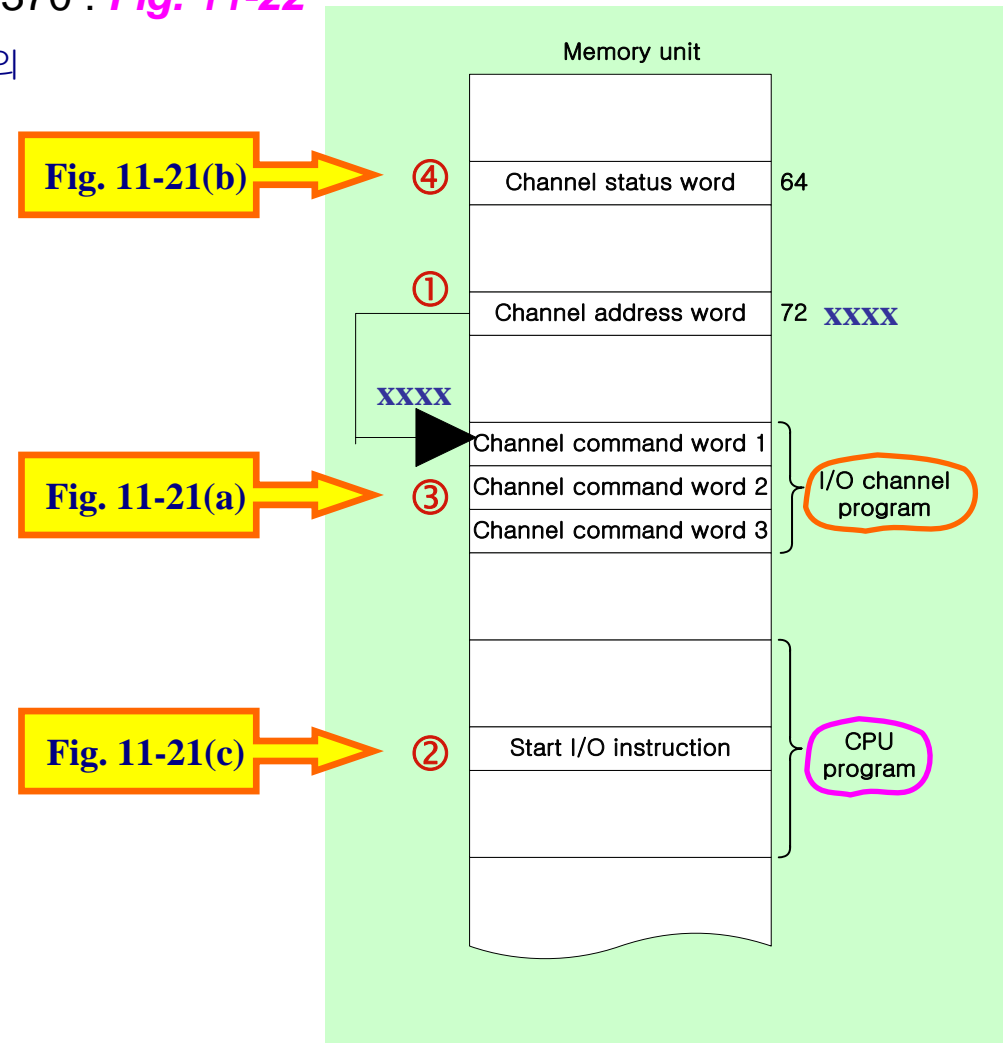 370 : Fig. 11-22
의
Memory unit
Fig. 11-21(b)
④
Channel status word
64
①
Channel address word
72
xxxx
xxxx
Channel command word 1
Fig. 11-21(a)
③
Channel command word 2
Channel command word 3
I/O channel
program
Fig. 11-21(c)
②
Start I/O instruction
CPU
program